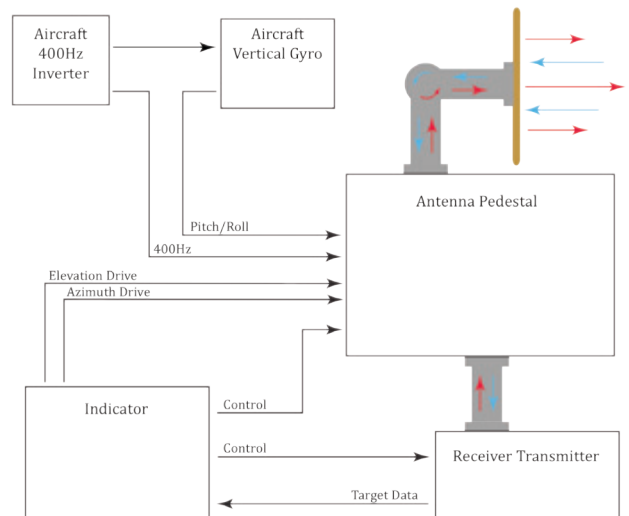 Aircraft
400Hz
Inverter
Aircraft
Vertical Gyro
Antenna Pedestal
Pitch/Roll
400Hz
Elevation Drive
Azimuth Drive
Indicator
Control
Control
Receiver Transmitter
Target Data